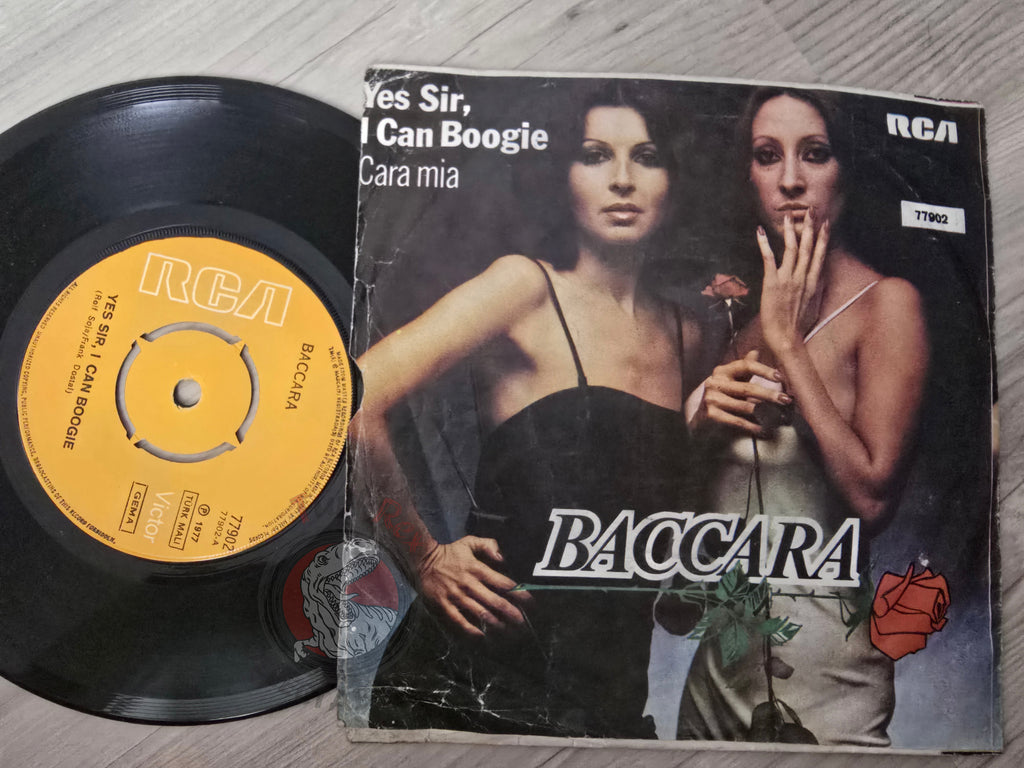 Yes Sir,
I Can Boogie
Cara mia
RCA
77902
BACCARA
RCA
BACCARA
YES SIR, I CAN BOOGIE
(Rolf Soja/Frank Dostal)
Victor
TÜRK MALI
GEMA
℗ 1977
77902
77902-A